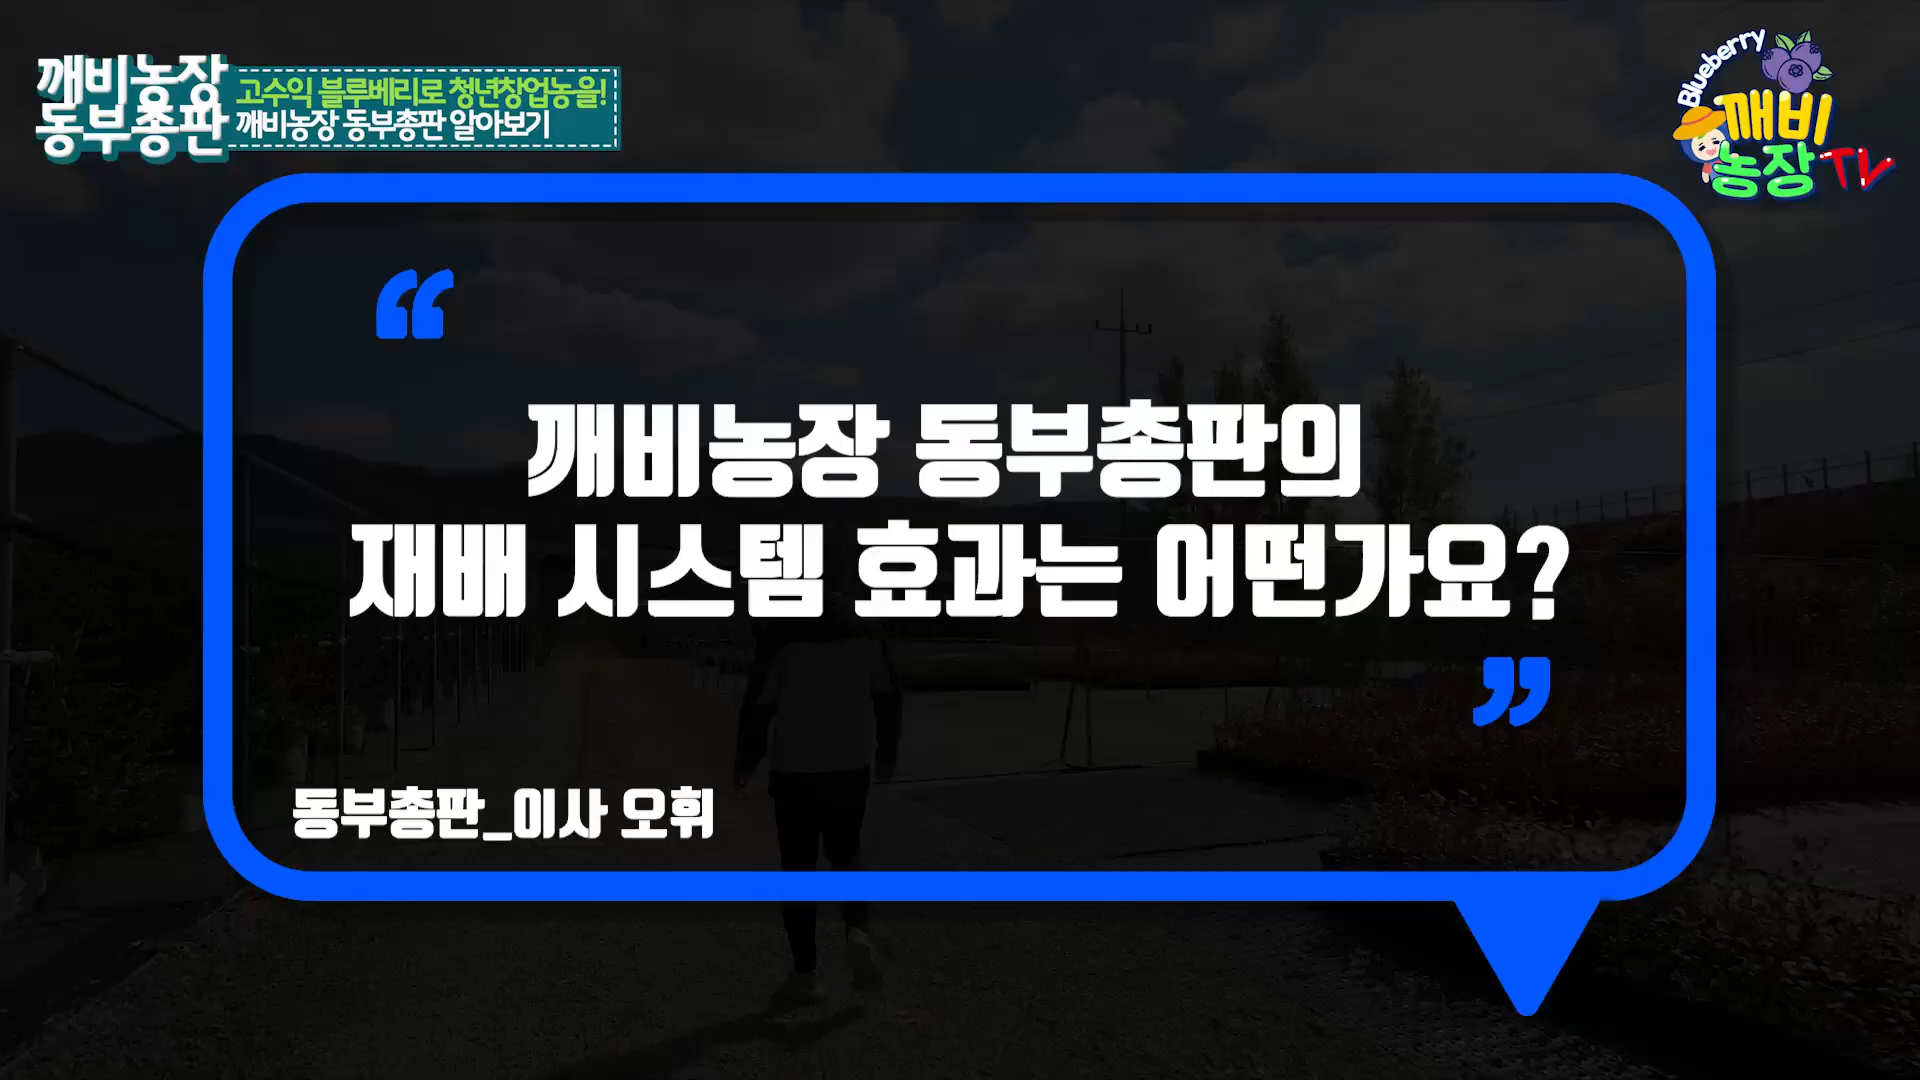 깨비농장
동부총판
고수익 블루베리로 청년창업농을!
깨비농장 동부총판 알아보기
Blueberry
깨비
농장TV
“
깨비농장 동부총판의
재배 시스템 효과는 어떤가요?
”
동부총판_이사 오휘